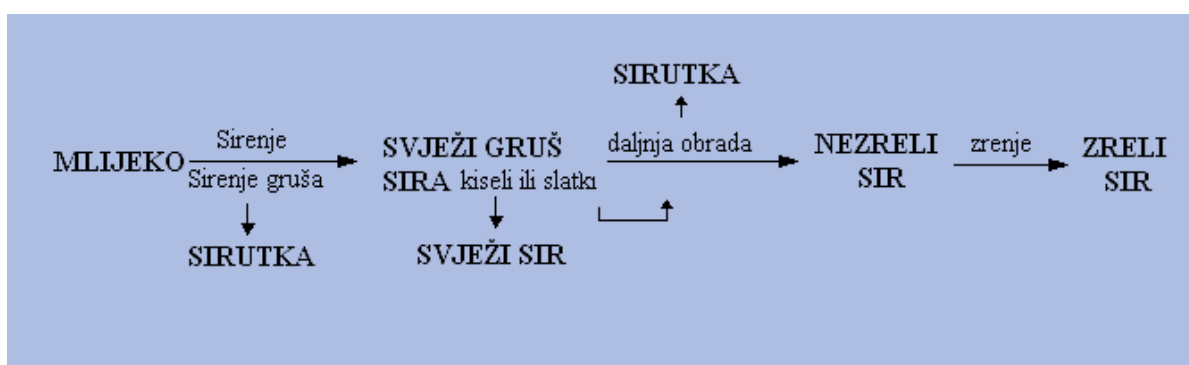 SIRUTKA
MLIJEKO
Sirenje
Sirenje gruša
SIRUTKA
SVJEŽI GRUŠ
SIRA kiseli ili slatki
SVJEŽI SIR
daljnja obrada
NEZRELI
SIR
zrenje
ZRELI
SIR